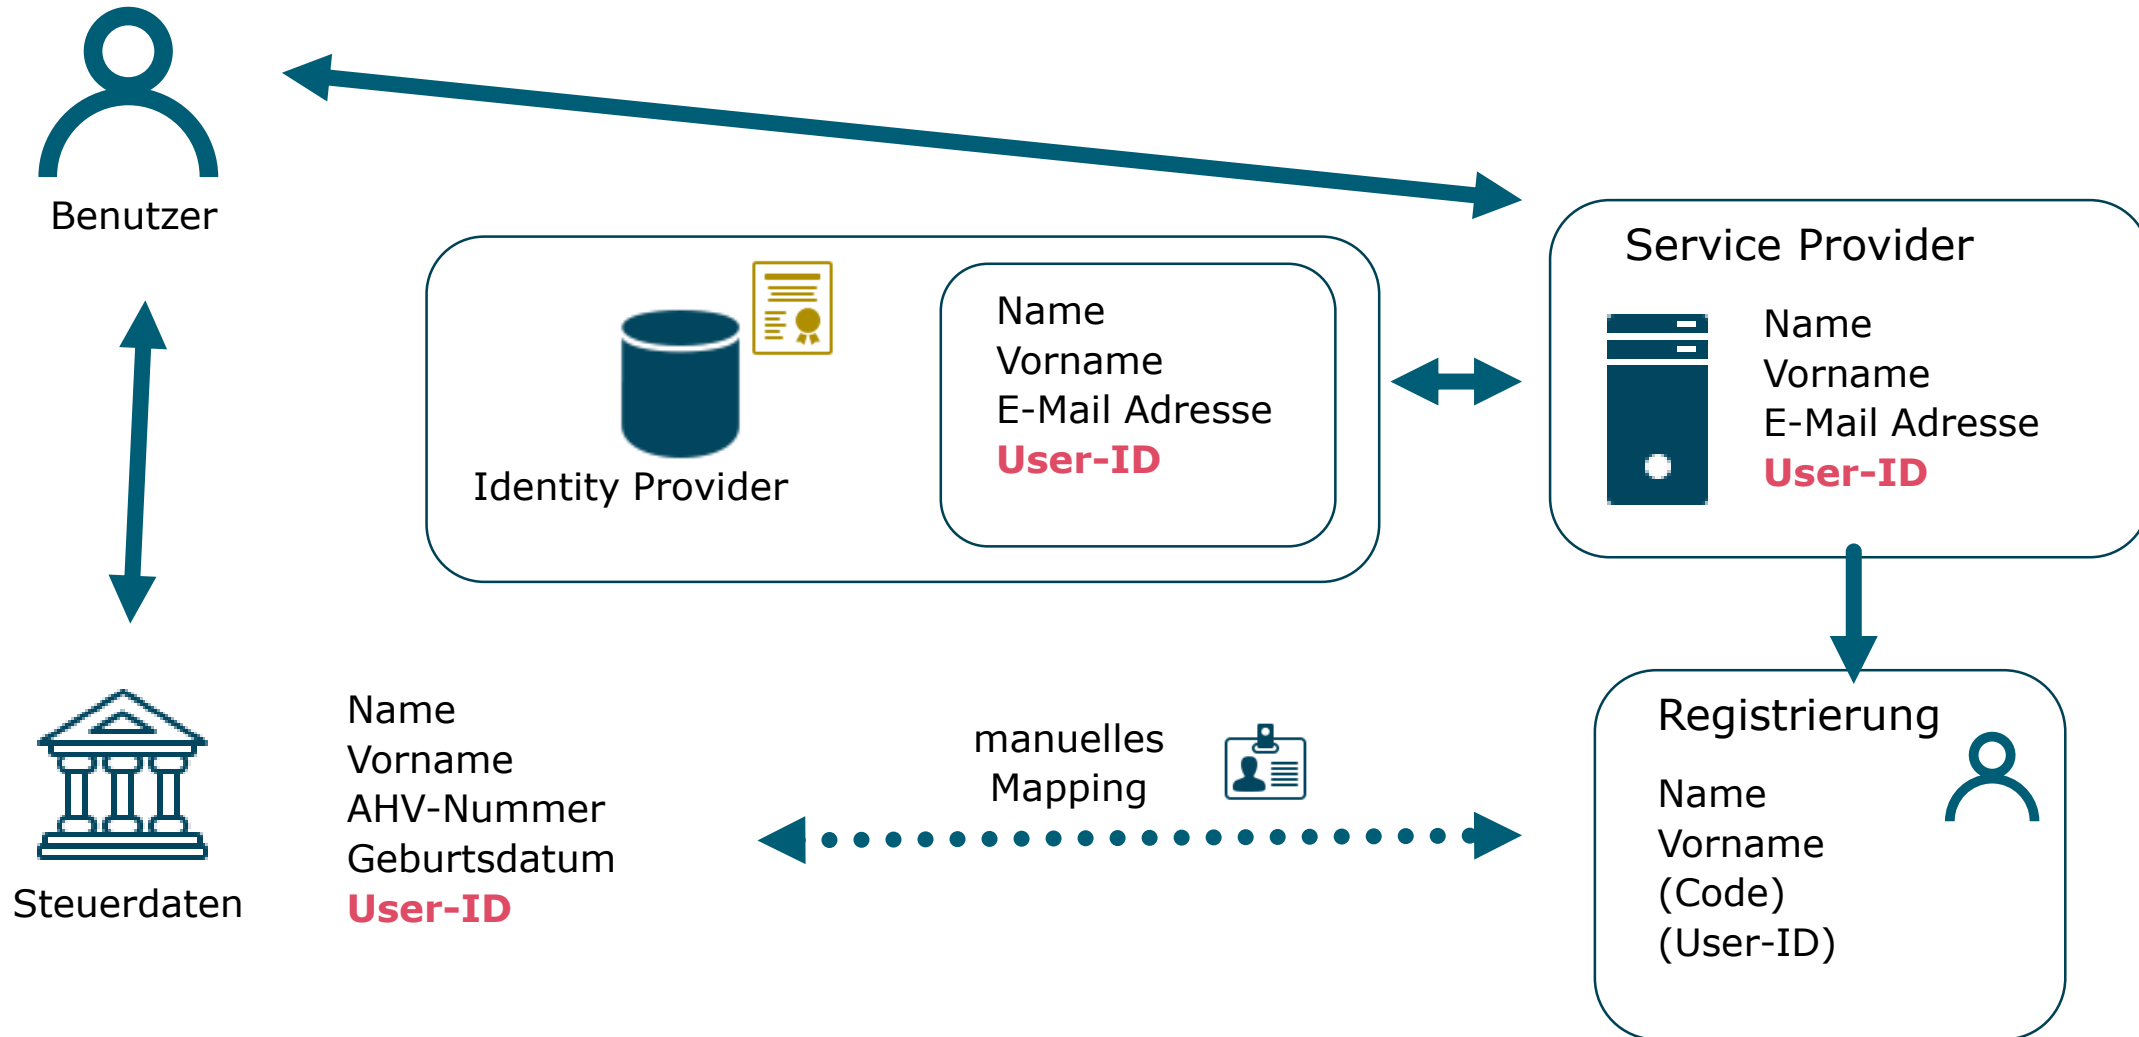 Benutzer
Identity Provider
Name
Vorname
E-Mail Adresse
User-ID
Service Provider
Name
Vorname
E-Mail Adresse
User-ID
Steuerdaten
Name
Vorname
AHV-Nummer
Geburtsdatum
User-ID
manuelles
Mapping
Registrierung
Name
Vorname
(Code)
(User-ID)